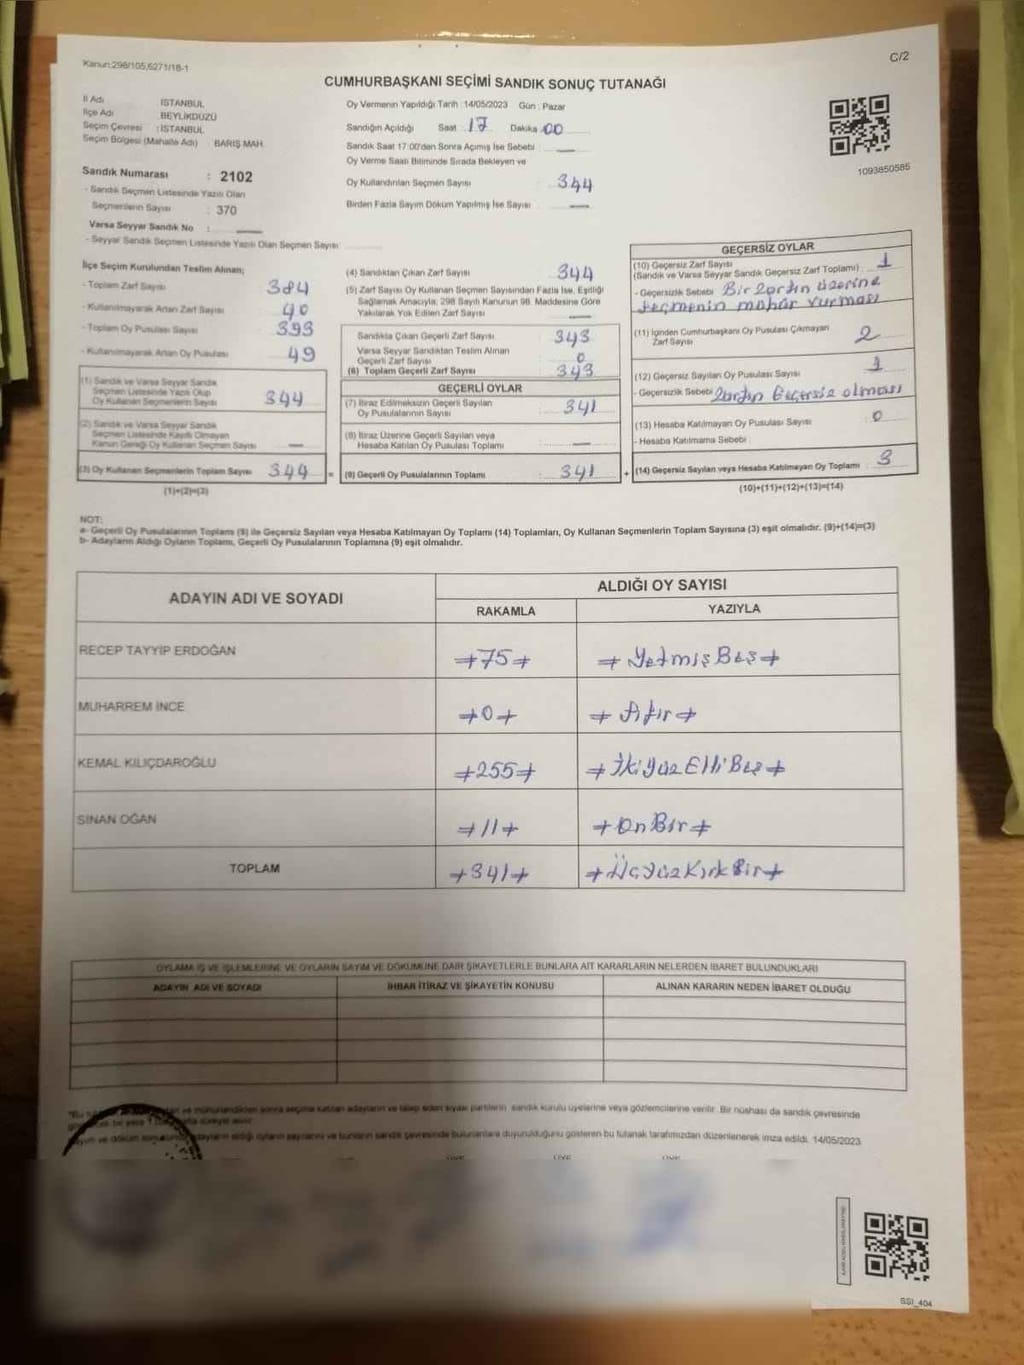 Kanun:298/105,6271/18-1
C/2
CUMHURBAŞKANI SEÇİMİ SANDIK SONUÇ TUTANAĞI
İl Adı : İSTANBUL
İlçe Adı : BEYLİKDÜZÜ
Seçim Çevresi : İSTANBUL
Seçim Bölgesi (Mahalle Adı) BARIŞ MAH.
Sandık Numarası : 2102
- Sandık Seçmen Listesinde Yazılı Olan
Seçmenlerin Sayısı : 370
Varsa Seyyar Sandık No :
- Seyyar Sandık Seçmen Listesinde Yazılı Olan Seçmen Sayısı
Oy Vermenin Yapıldığı Tarih :14/05/2023 Gün : Pazar
Sandığın Açıldığı Saat 17 Dakika 00
Sandık Saat 17:00'den Sonra Açımış İse Sebebi —
Oy Verme Saati Bitiminde Sırada Bekleyen ve
Oy Kullandırılan Seçmen Sayısı 344
Birden Fazla Sayım Döküm Yapılmış İse Sayısı —
1093850585
İlçe Seçim Kurulundan Teslim Alınan;
- Toplam Zarf Sayısı 384
- Kullanılmayarak Artan Zarf Sayısı 40
- Toplam Oy Pusulası Sayısı 393
- Kullanılmayarak Artan Oy Pusulası 49
(1) Sandık ve Varsa Seyyar Sandık
Seçmen Listesinde Yazılı Olup
Oy Kullanan Seçmenlerin Sayısı 344
(2) Sandık ve Varsa Seyyar Sandık
Seçmen Listesinde Kayıtlı Olmayan
Kanun Gereği Oy Kullanan Seçmen Sayısı —
(3) Oy Kullanan Seçmenlerin Toplam Sayısı 344 =
(1)+(2)=(3)
(4) Sandıktan Çıkan Zarf Sayısı 344
(5) Zarf Sayısı Oy Kullanan Seçmen Sayısından Fazla İse, Eşitliği
Sağlamak Amacıyla, 298 Sayılı Kanunun 98. Maddesine Göre
Yakılarak Yok Edilen Zarf Sayısı —
Sandıkta Çıkan Geçerli Zarf Sayısı 343
Varsa Seyyar Sandıktan Teslim Alınan
Geçerli Zarf Sayısı 0
(6) Toplam Geçerli Zarf Sayısı 343
GEÇERLİ OYLAR
(7) İtiraz Edilmeksizin Geçerli Sayılan
Oy Pusulalarının Sayısı 341
(8) İtiraz Üzerine Geçerli Sayılan veya
Hesaba Katılan Oy Pusulası Toplamı —
(9) Geçerli Oy Pusulalarının Toplamı 341 +
GEÇERSİZ OYLAR
(10) Geçersiz Zarf Sayısı
(Sandık ve Varsa Seyyar Sandık Geçersiz Zarf Toplamı) 1
- Geçersizlik Sebebi Bir Zarfın üzerine
seçmenin mühür vurması
(11) İçinden Cumhurbaşkanı Oy Pusulası Çıkmayan
Zarf Sayısı 2
(12) Geçersiz Sayılan Oy Pusulası Sayısı 1
- Geçersizlik Sebebi Zarfın Geçersiz olması
(13) Hesaba Katılmayan Oy Pusulası Sayısı 0
- Hesaba Katılmama Sebebi
(14) Geçersiz Sayılan veya Hesaba Katılmayan Oy Toplamı 3
(10)+(11)+(12)+(13)=(14)
NOT:
a- Geçerli Oy Pusulalarının Toplamı (9) ile Geçersiz Sayılan veya Hesaba Katılmayan Oy Toplamı (14) Toplamları, Oy Kullanan Seçmenlerin Toplam Sayısına (3) eşit olmalıdır. (9)+(14)=(3)
b- Adayların Aldığı Oyların Toplamı, Geçerli Oy Pusulalarının Toplamına (9) eşit olmalıdır.
ADAYIN ADI VE SOYADI
ALDIĞI OY SAYISI
RAKAMLA YAZIYLA
RECEP TAYYİP ERDOĞAN +75+ +Yetmiş Beş+
MUHARREM İNCE +0+ +Sıfır+
KEMAL KILIÇDAROĞLU +255+ +İkiyüz Elli Beş+
SİNAN OĞAN +11+ +On Bir+
TOPLAM +341+ +Üçyüz Kırk Bir+
OYLAMA İŞ VE İŞLEMLERİNE VE OYLARIN SAYIM VE DÖKÜMÜNE DAİR ŞİKAYETLERLE BUNLARA AİT KARARLARIN NELERDEN İBARET BULUNDUKLARI
ADAYIN ADI VE SOYADI
İHBAR İTİRAZ VE ŞİKAYETİN KONUSU
ALINAN KARARIN NEDEN İBARET OLDUĞU
ve mühürlendikten sonra seçime katılan adayların ve talep eden siyasi partilerin sandık kurulu üyelerine veya gözlemcilerine verilir. Bir nüshası da sandık çevresinde
adayların aldığı oyların sayılarını ve bunların sandık çevresinde bulunanlara duyurulduğunu gösteren bu tutanak tarafımızdan düzenlenerek imza edildi. 14/05/2023
SSI_404